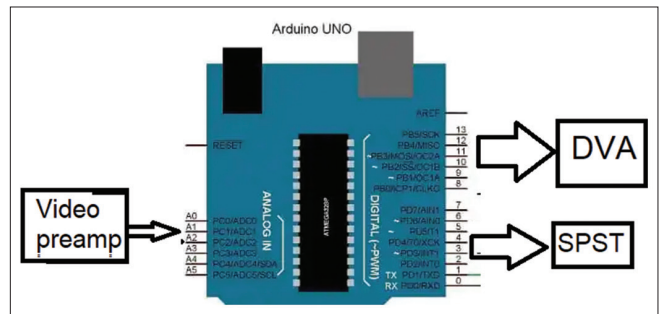 Arduino UNO
AREF
RESET
PB5/SCK 13
PB4/MISO 12
~PB3/MOSI/OC2A 11
~PB2/SS/OC1B 10
~PB1/OC1A 9
PB0/ICP1/CLKO 8
DVA
ANALOG IN
ATMEGA328P
DIGITAL (~PWM)
Video
preamp
A0 PC0/ADC0
A1 PC1/ADC1
A2 PC2/ADC2
A3 PC3/ADC3
A4 PC4/ADC4/SDA
A5 PC5/ADC5/SCL
PD7/AIN1 7
~PD6/AIN0 6
~PD5/T1 5
PD4/T0/XCK 4
~PD3/INT1 3
PD2/INT0 2
TX PD1/TXD 1
RX PD0/RXD 0
SPST